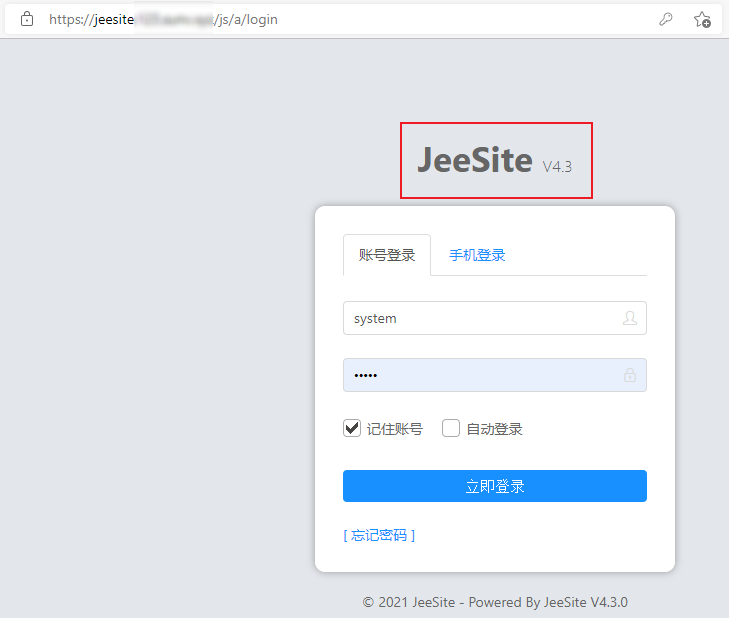 https://jeesite/js/a/login
JeeSite V4.3
账号登录 手机登录
system
•••••
记住账号 自动登录
立即登录
[ 忘记密码 ]
© 2021 JeeSite - Powered By JeeSite V4.3.0